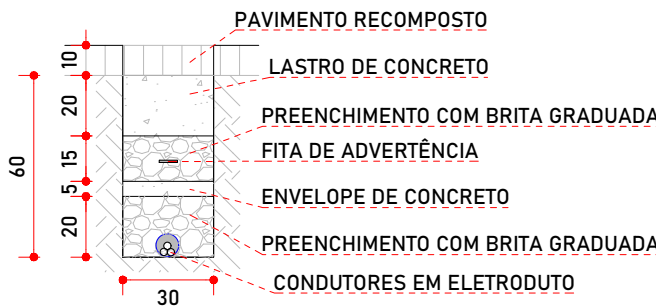 PAVIMENTO RECOMPOSTO
10
LASTRO DE CONCRETO
20
PREENCHIMENTO COM BRITA GRADUADA
60
15
FITA DE ADVERTÊNCIA
5
ENVELOPE DE CONCRETO
20
PREENCHIMENTO COM BRITA GRADUADA
CONDUTORES EM ELETRODUTO
30